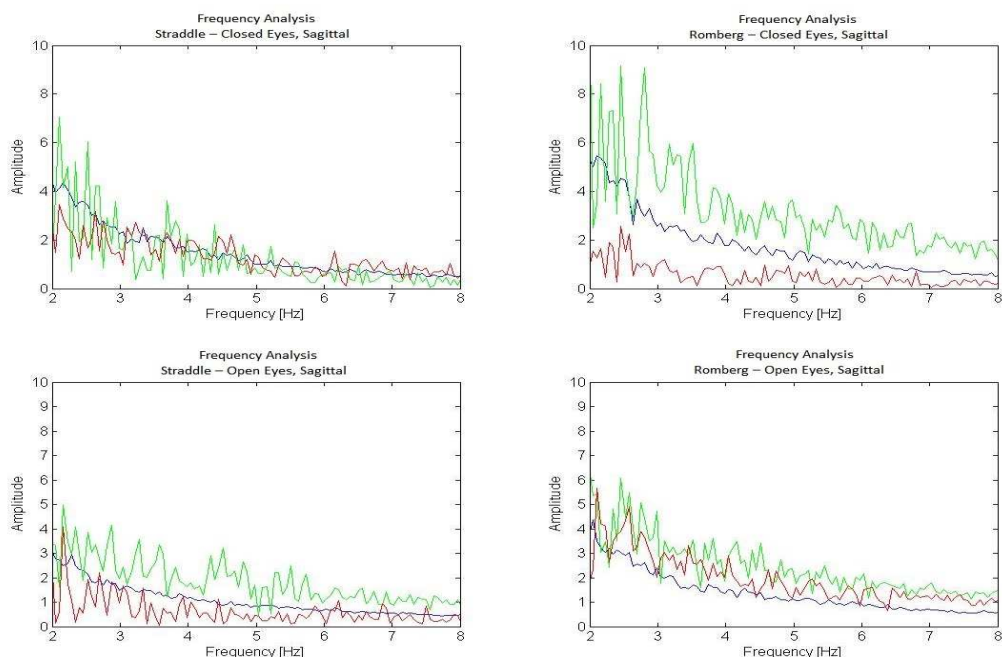 Frequency Analysis
Straddle – Closed Eyes, Sagittal
10
8
6
4
2
0
Amplitude
2 3 4 5 6 7 8
Frequency [Hz]
Frequency Analysis
Romberg – Closed Eyes, Sagittal
10
8
6
4
2
0
Amplitude
2 3 4 5 6 7 8
Frequency [Hz]
Frequency Analysis
Straddle – Open Eyes, Sagittal
10
9
8
7
6
5
4
3
2
1
0
Amplitude
2 3 4 5 6 7 8
Frequency [Hz]
Frequency Analysis
Romberg – Open Eyes, Sagittal
10
9
8
7
6
5
4
3
2
1
0
Amplitude
2 3 4 5 6 7 8
Frequency [Hz]